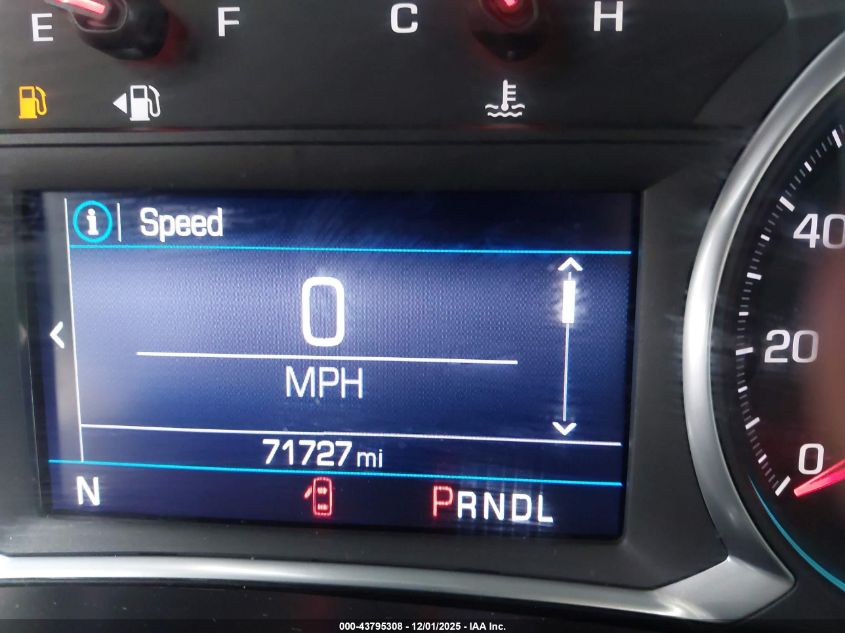 E F C H
i Speed
0
MPH
71727 mi
N PRNDL
40
20
0
000-43795308 - 12/01/2025 - IAA Inc.